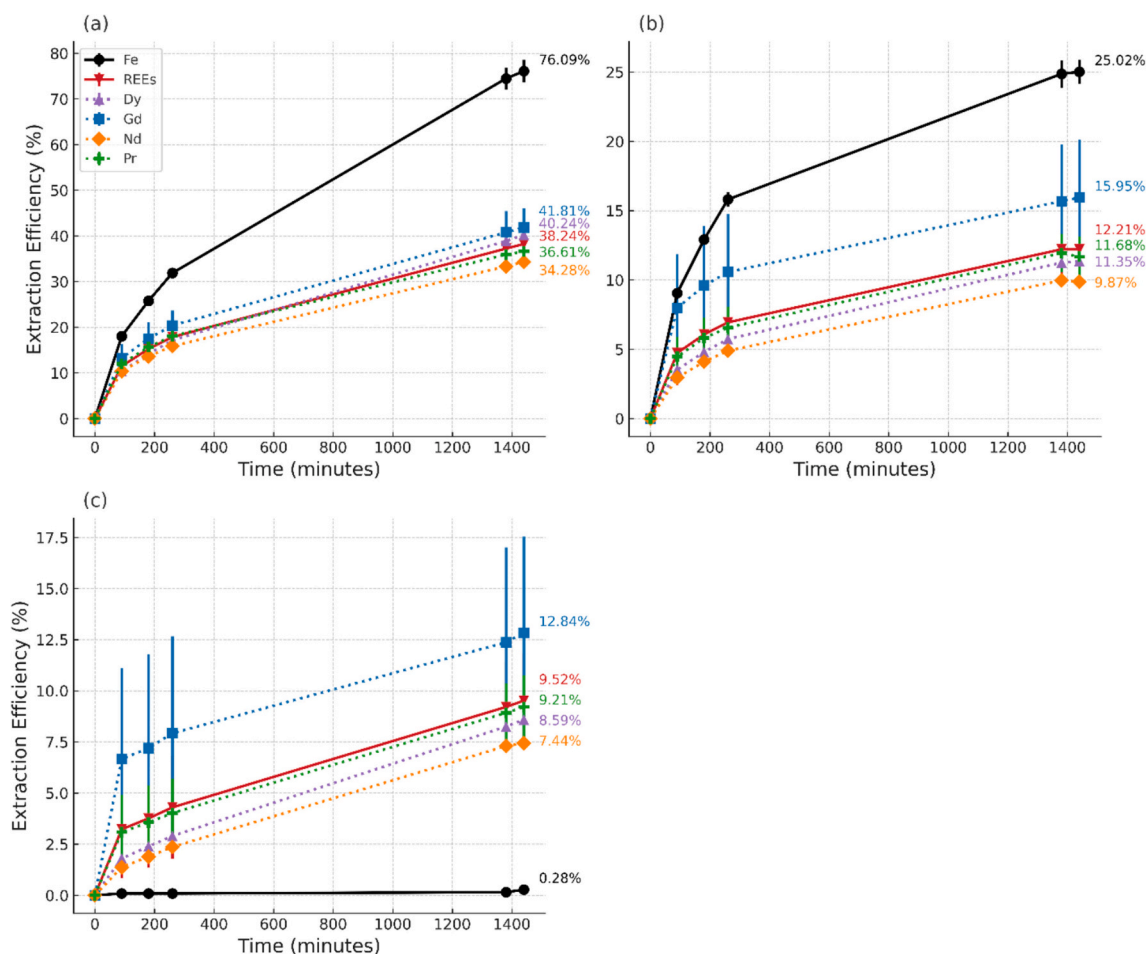 (a)
80
70
60
50
40
30
20
10
0
Extraction Efficiency (%)
Fe
REEs
Dy
Gd
Nd
Pr
76.09%
41.81%
40.24%
38.24%
36.61%
34.28%
0 200 400 600 800 1000 1200 1400
Time (minutes)
(b)
25
20
15
10
5
0
25.02%
15.95%
12.21%
11.68%
11.35%
9.87%
0 200 400 600 800 1000 1200 1400
Time (minutes)
(c)
17.5
15.0
12.5
10.0
7.5
5.0
2.5
0.0
Extraction Efficiency (%)
12.84%
9.52%
9.21%
8.59%
7.44%
0.28%
0 200 400 600 800 1000 1200 1400
Time (minutes)